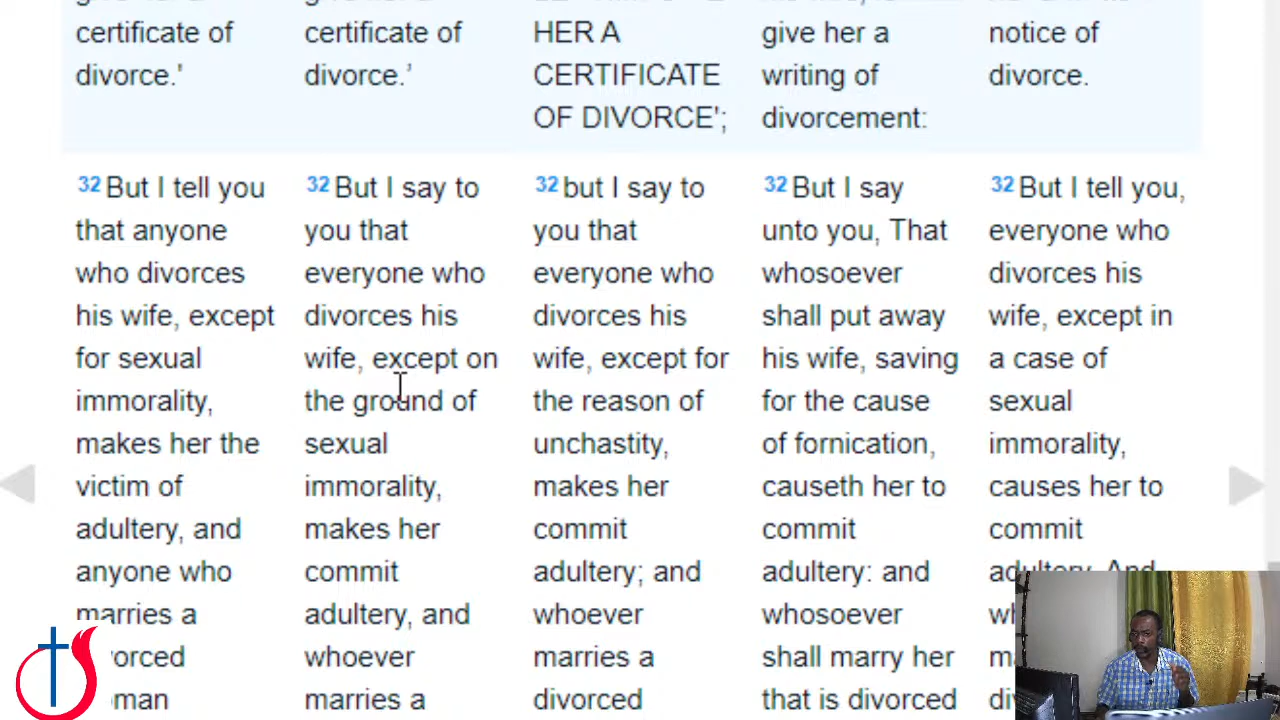 certificate of
divorce.'
32 But I tell you
that anyone
who divorces
his wife, except
for sexual
immorality,
makes her the
victim of
adultery, and
anyone who
marries a
certificate of
divorce.’
32 But I say to
you that
everyone who
divorces his
wife, except on
the ground of
sexual
immorality,
makes her
commit
adultery, and
whoever
marries a
HER A
CERTIFICATE
OF DIVORCE';
32 but I say to
you that
everyone who
divorces his
wife, except for
the reason of
unchastity,
makes her
commit
adultery; and
whoever
marries a
divorced
give her a
writing of
divorcement:
32 But I say
unto you, That
whosoever
shall put away
his wife, saving
for the cause
of fornication,
causeth her to
commit
adultery: and
whosoever
shall marry her
that is divorced
notice of
divorce.
32 But I tell you,
everyone who
divorces his
wife, except in
a case of
sexual
immorality,
causes her to
commit
adultery. And